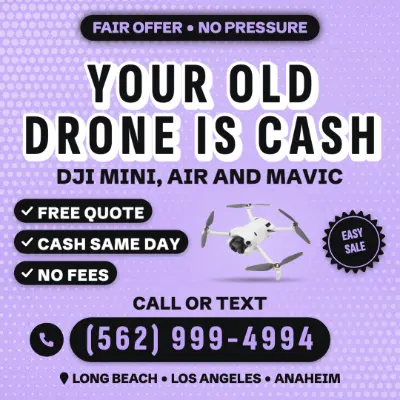 FAIR OFFER • NO PRESSURE
YOUR OLD
DRONE IS CASH
DJI MINI, AIR AND MAVIC
FREE QUOTE
CASH SAME DAY
NO FEES
EASY
SALE
CALL OR TEXT
(562) 999-4994
LONG BEACH • LOS ANGELES • ANAHEIM